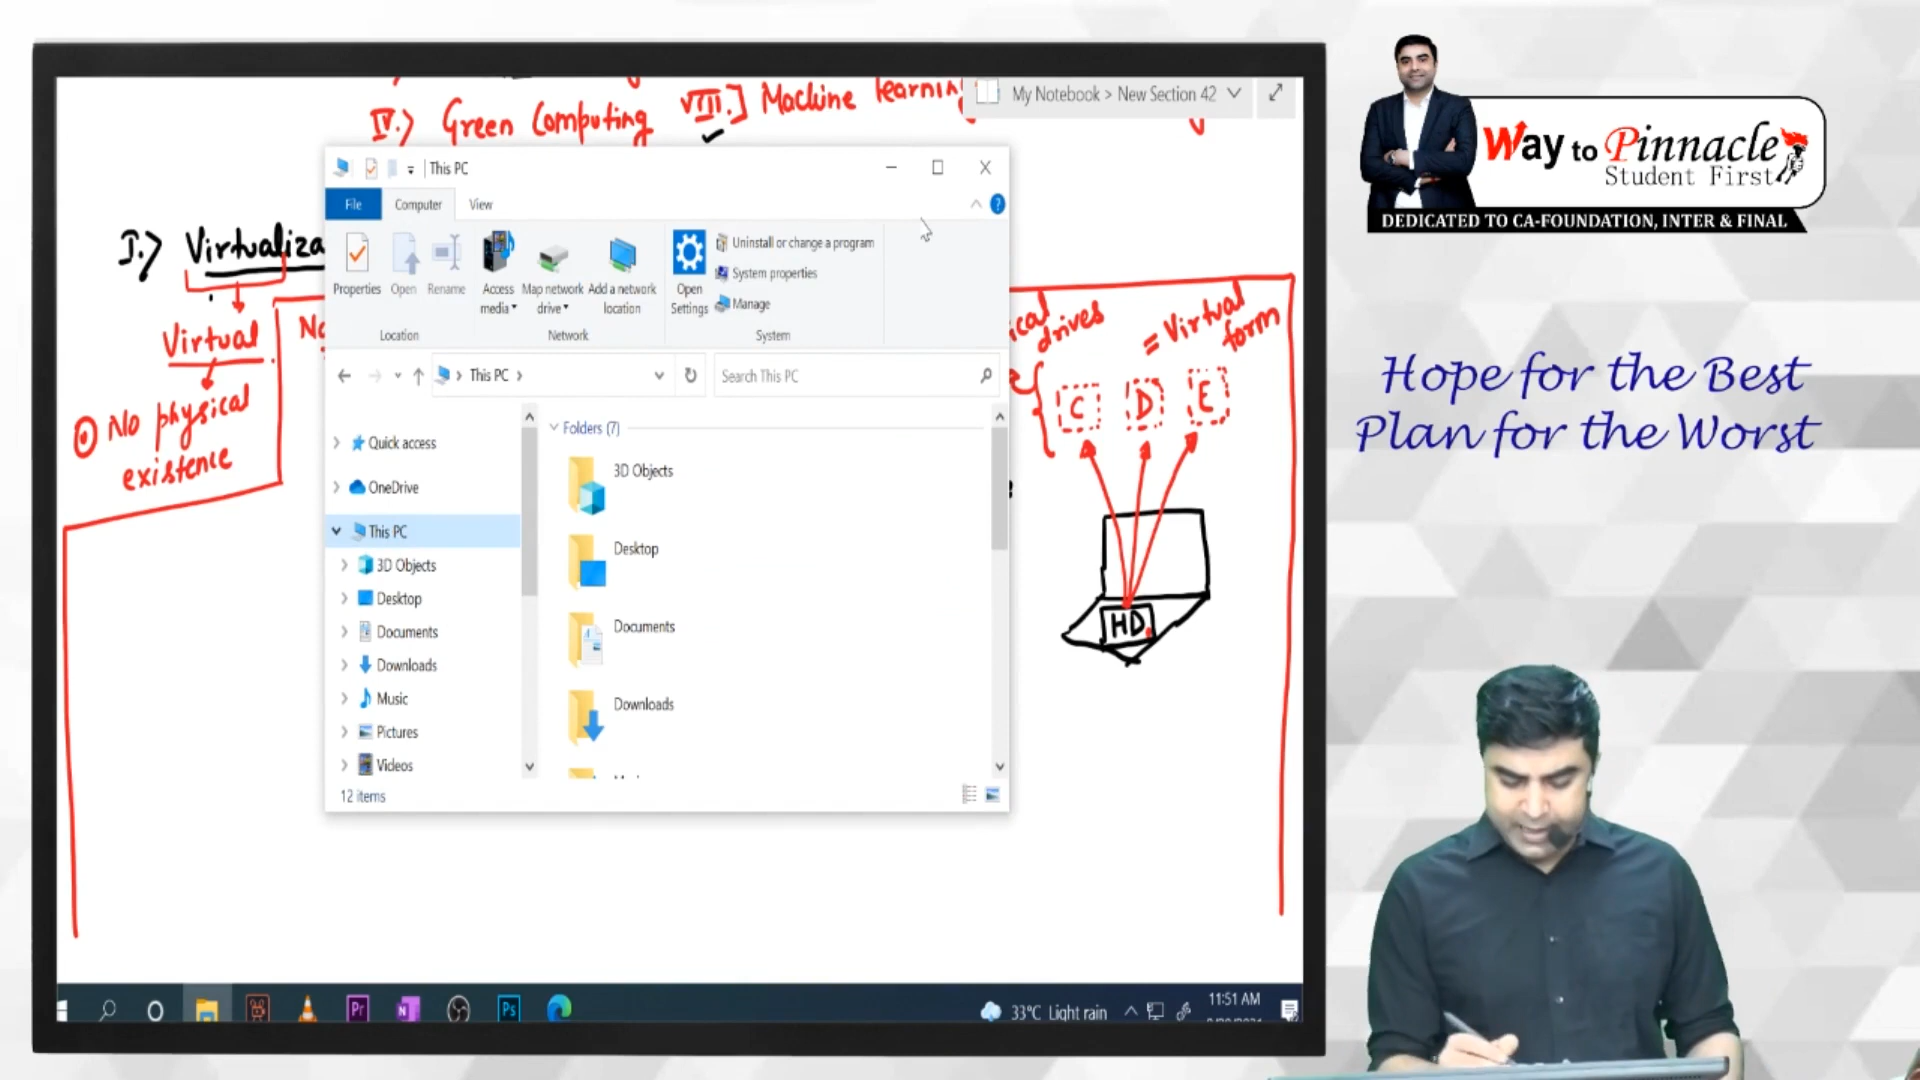 IV.) Green Computing VIII.] Machine learning
My Notebook > New Section 42
I.) Virtualiza
Virtual
No physical
existence
No
ical drives
= Virtual form
C D E
HD
This PC
File Computer View
Properties Open Rename
Access media
Map network drive
Add a network location
Open Settings
Uninstall or change a program
System properties
Manage
Location Network System
This PC
Search This PC
Quick access
OneDrive
This PC
3D Objects
Desktop
Documents
Downloads
Music
Pictures
Videos
Folders (7)
3D Objects
Desktop
Documents
Downloads
12 items
Pr N Ps
33°C Light rain
11:51 AM
Way to Pinnacle
Student First
DEDICATED TO CA-FOUNDATION, INTER & FINAL
Hope for the Best
Plan for the Worst